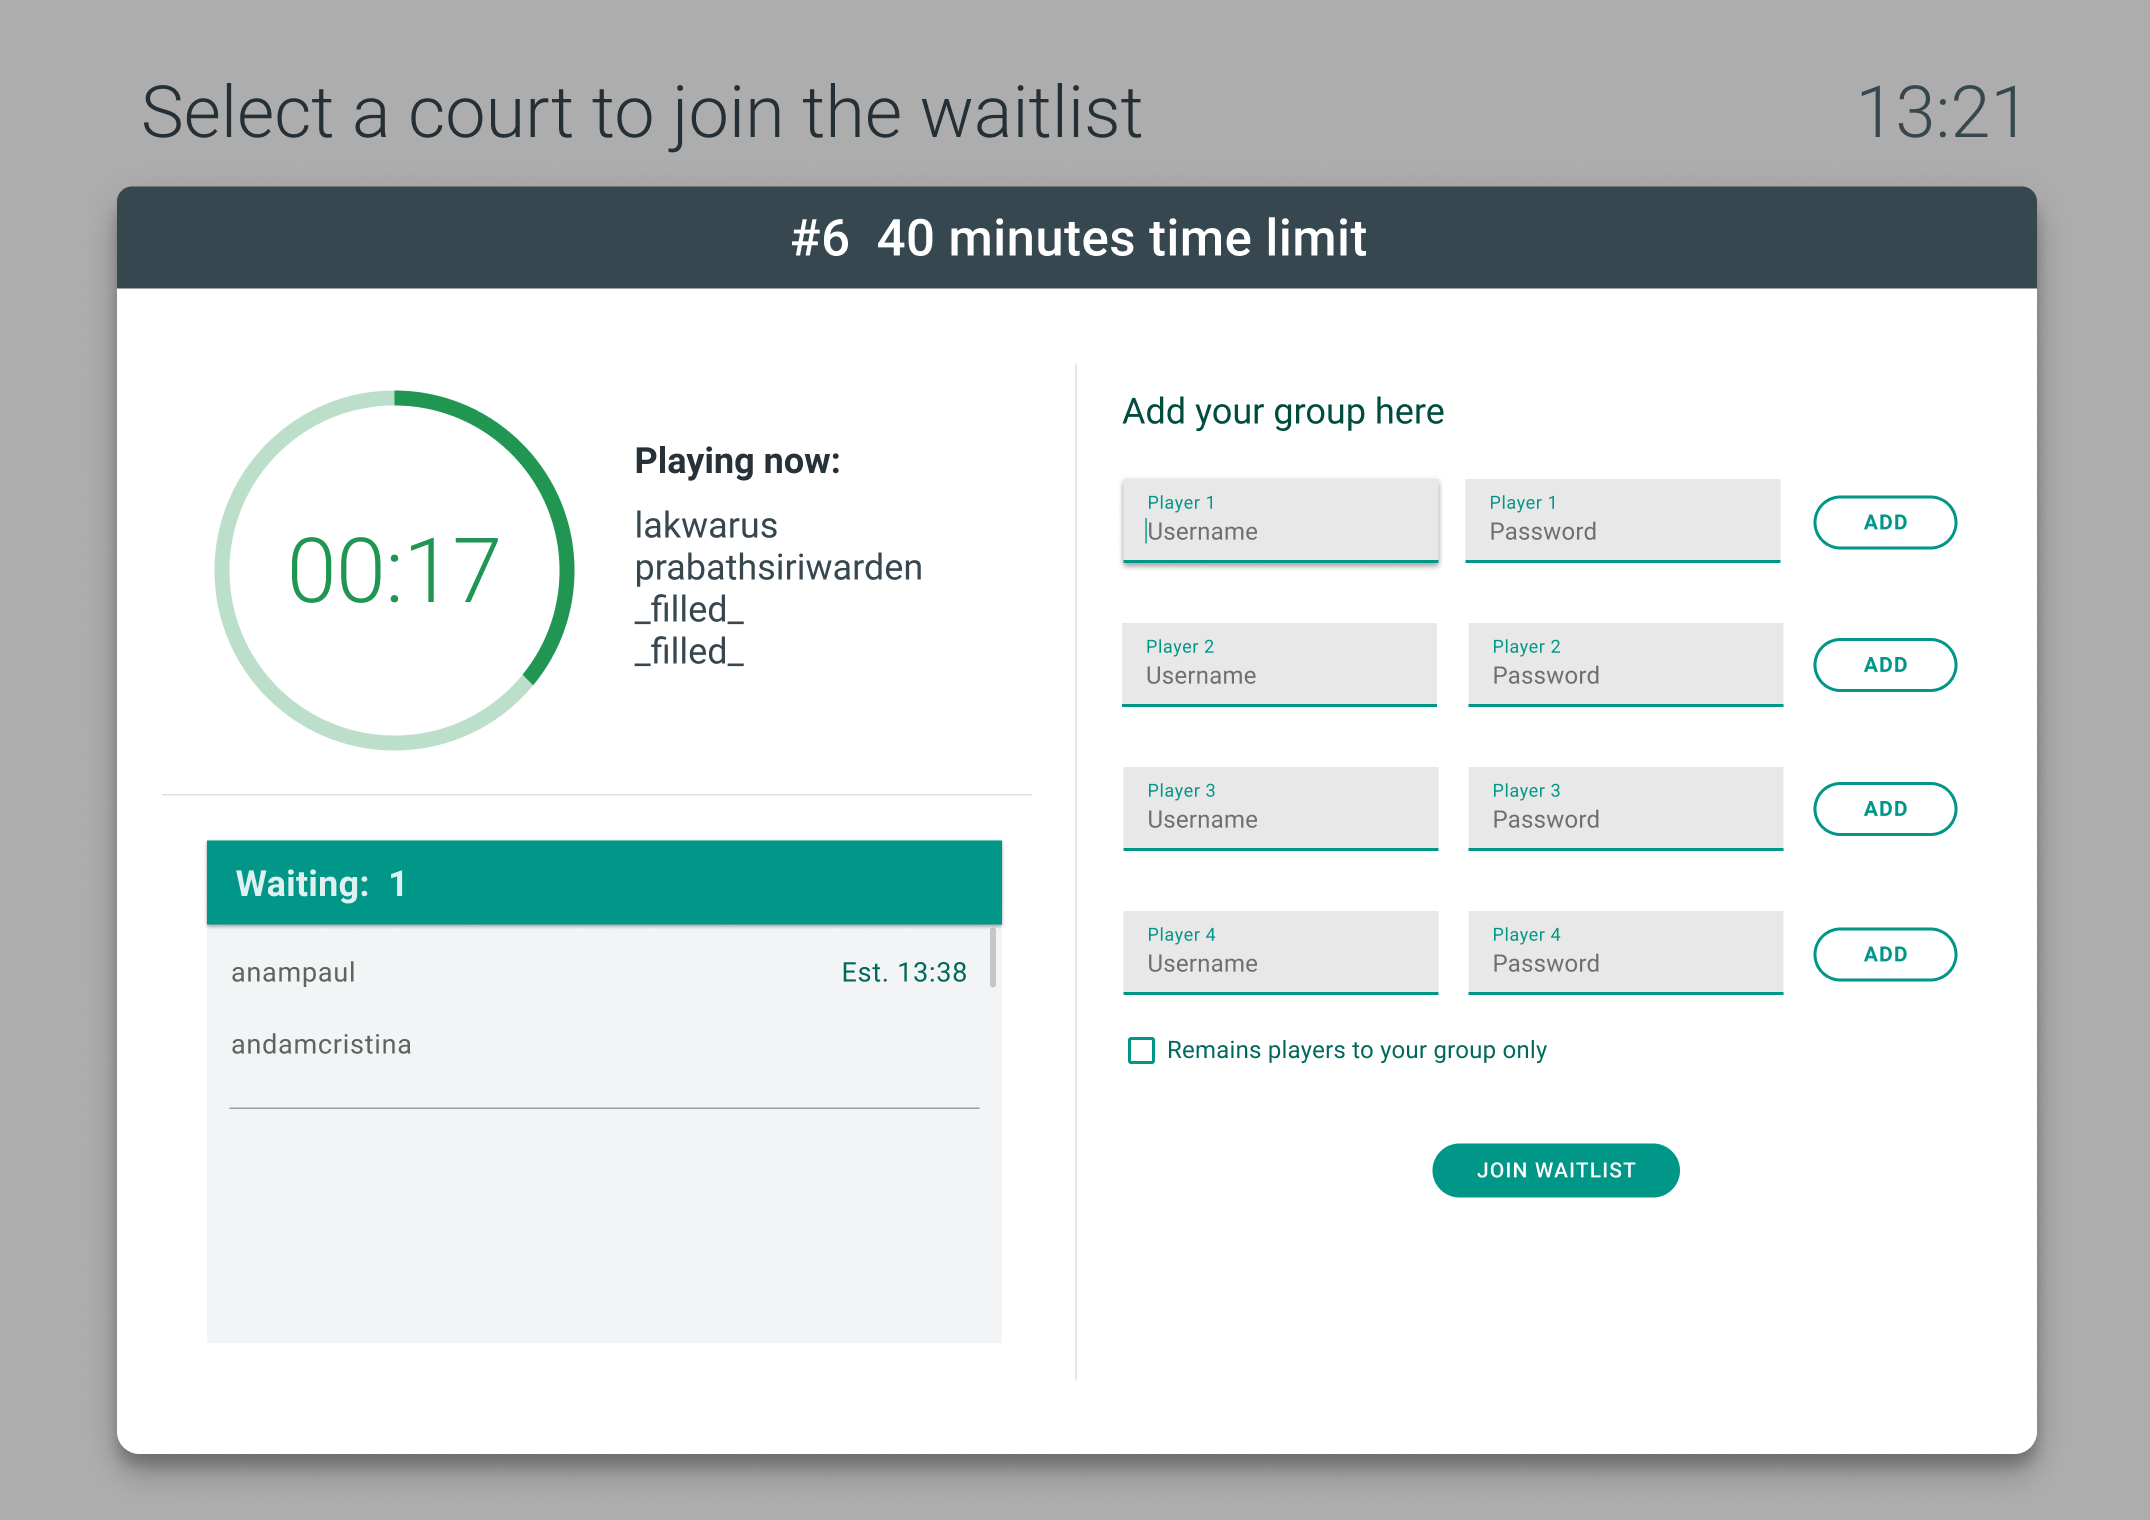 Select a court to join the waitlist
13:21
#6 40 minutes time limit
00:17
Playing now:
lakwarus
prabathsiriwarden
_filled_
_filled_
Waiting: 1
anampaul Est. 13:38
andamcristina
Add your group here
Player 1 Player 1
Username Password ADD
Player 2 Player 2
Username Password ADD
Player 3 Player 3
Username Password ADD
Player 4 Player 4
Username Password ADD
Remains players to your group only
JOIN WAITLIST